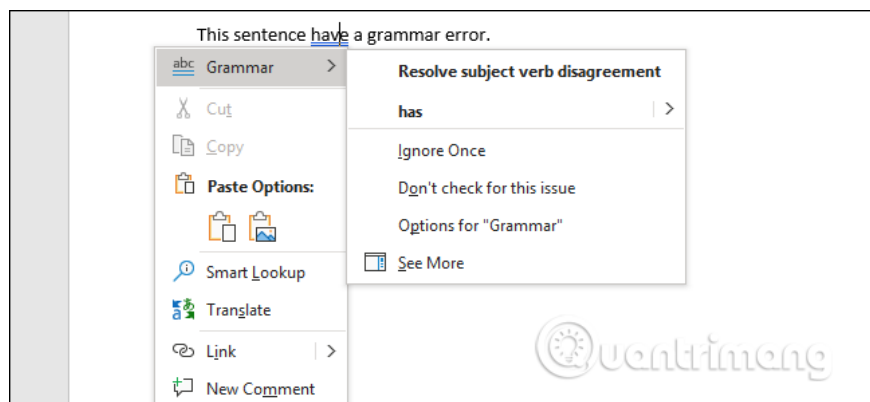 This sentence have a grammar error.
abc Grammar
Resolve subject verb disagreement
has
Cut
Copy
Ignore Once
Don't check for this issue
Paste Options:
Options for "Grammar"
See More
Smart Lookup
Translate
Link
New Comment
Quantrimang